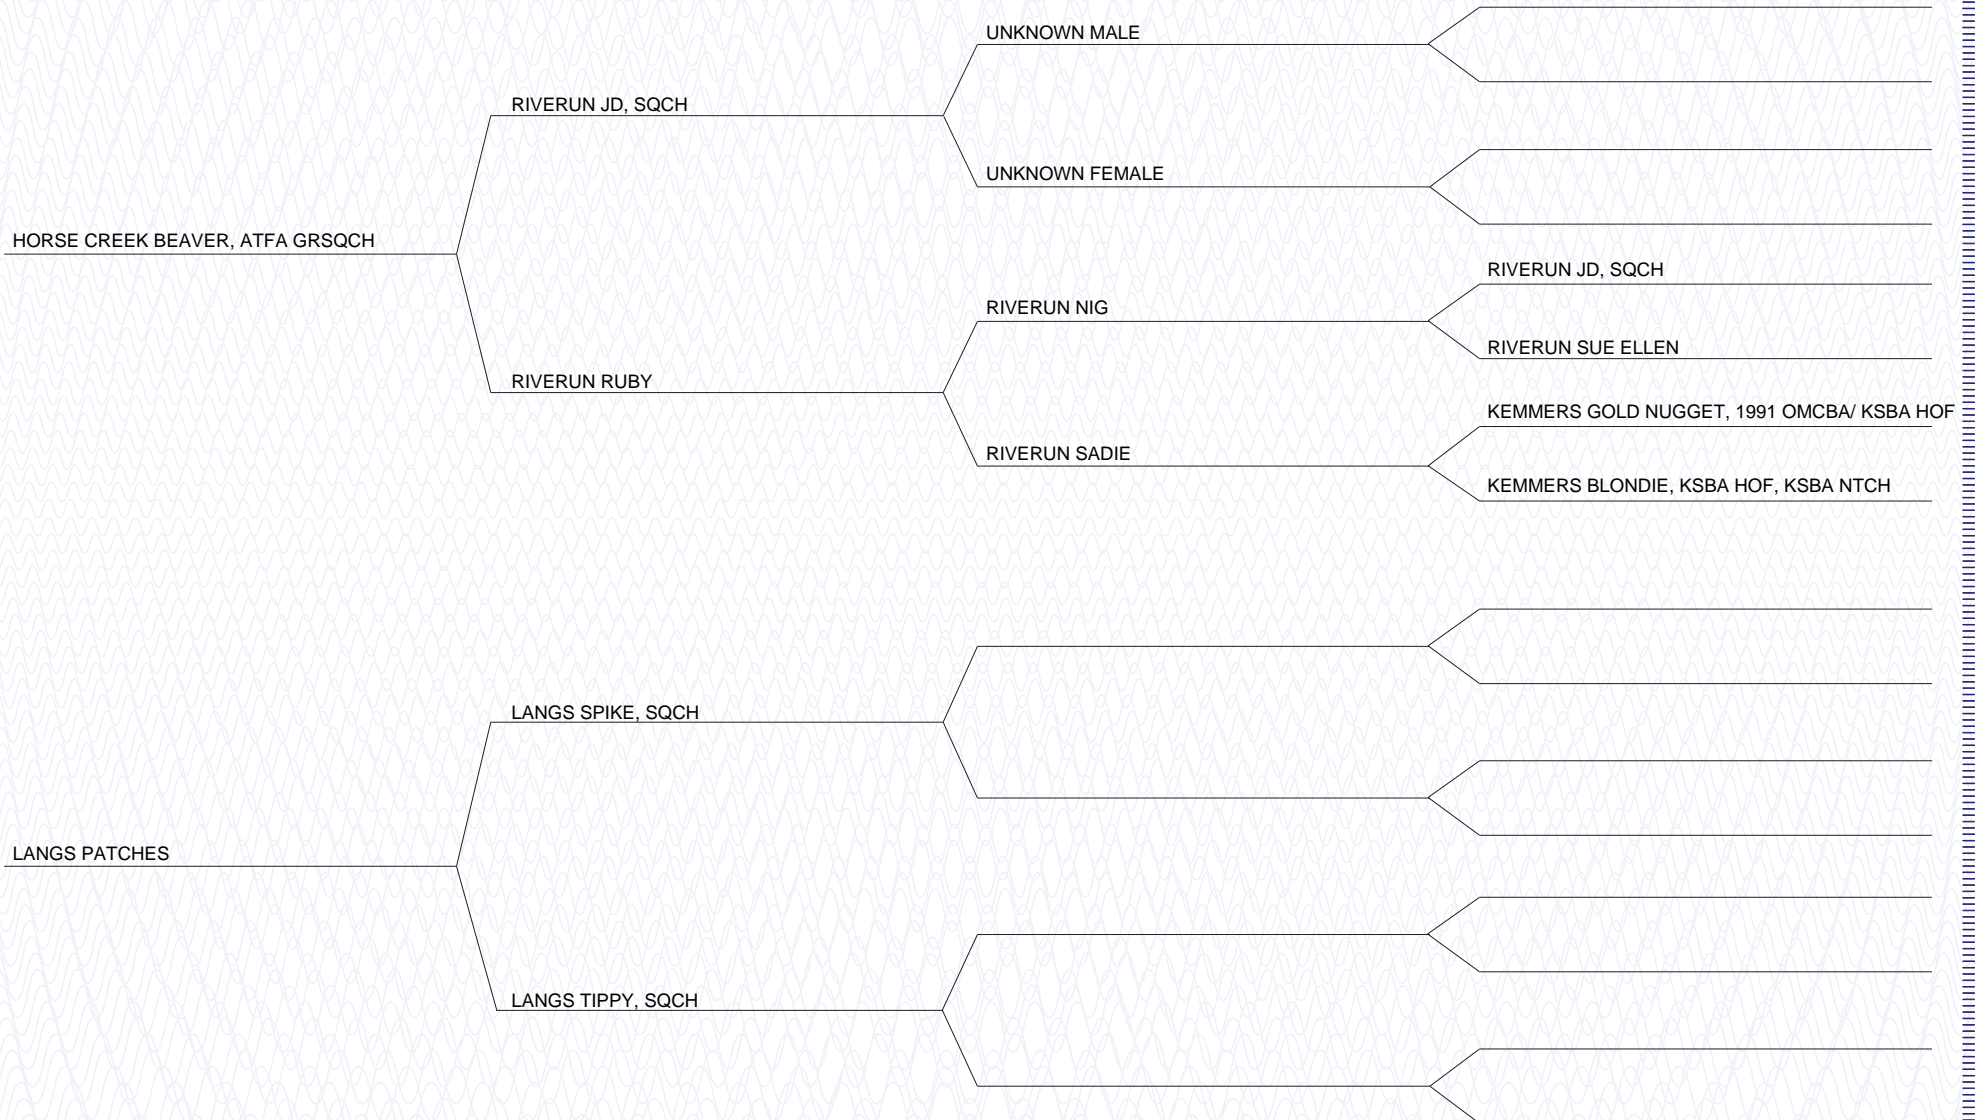 UNKNOWN MALE
RIVERUN JD, SQCH
UNKNOWN FEMALE
HORSE CREEK BEAVER, ATFA GRSQCH
RIVERUN JD, SQCH
RIVERUN NIG
RIVERUN SUE ELLEN
RIVERUN RUBY
KEMMERS GOLD NUGGET, 1991 OMCBA/ KSBA HOF
RIVERUN SADIE
KEMMERS BLONDIE, KSBA HOF, KSBA NTCH
LANGS SPIKE, SQCH
LANGS PATCHES
LANGS TIPPY, SQCH